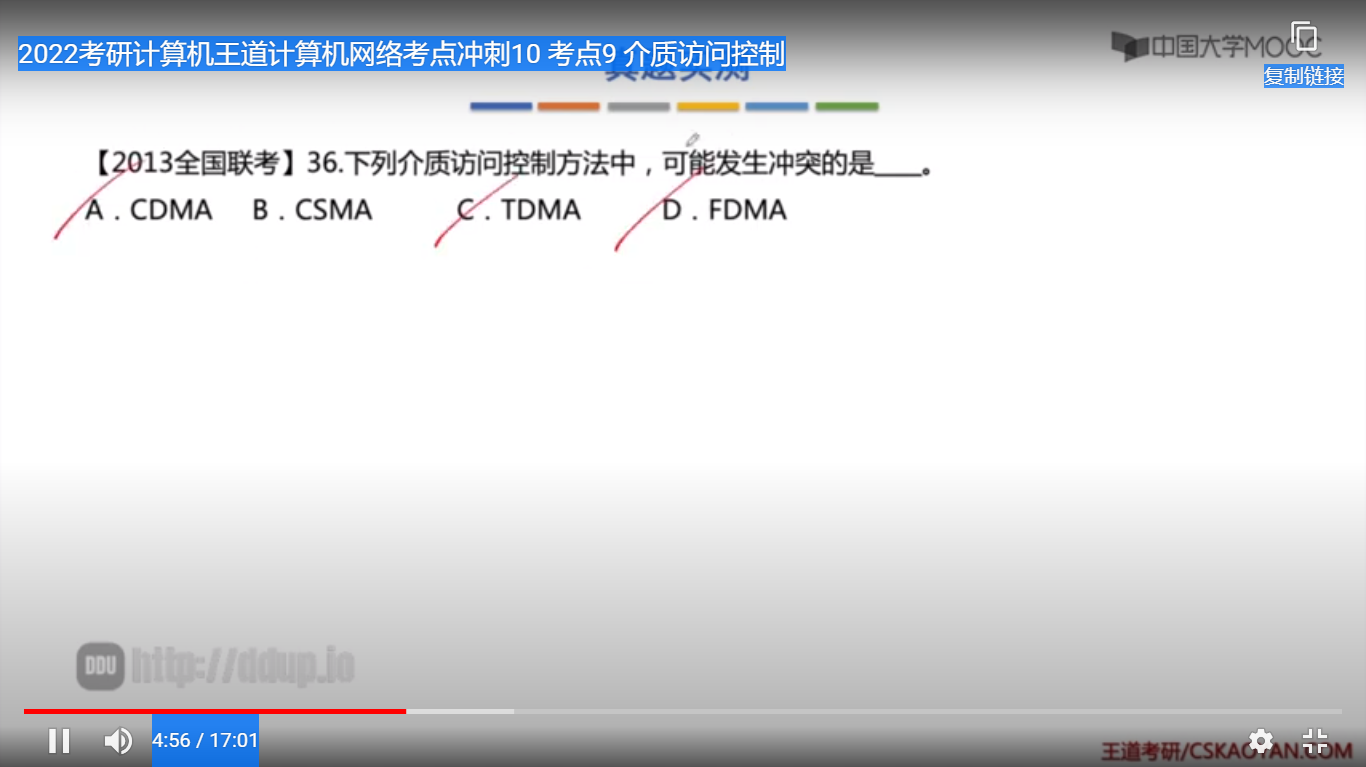 2022考研计算机王道计算机网络考点冲刺10 考点9 介质访问控制
中国大学MOOC
复制链接
【2013全国联考】36.下列介质访问控制方法中，可能发生冲突的是____。
A．CDMA B．CSMA C．TDMA D．FDMA
DDU http://ddup.io
4:56 / 17:01
王道考研/CSKAOYAN.COM